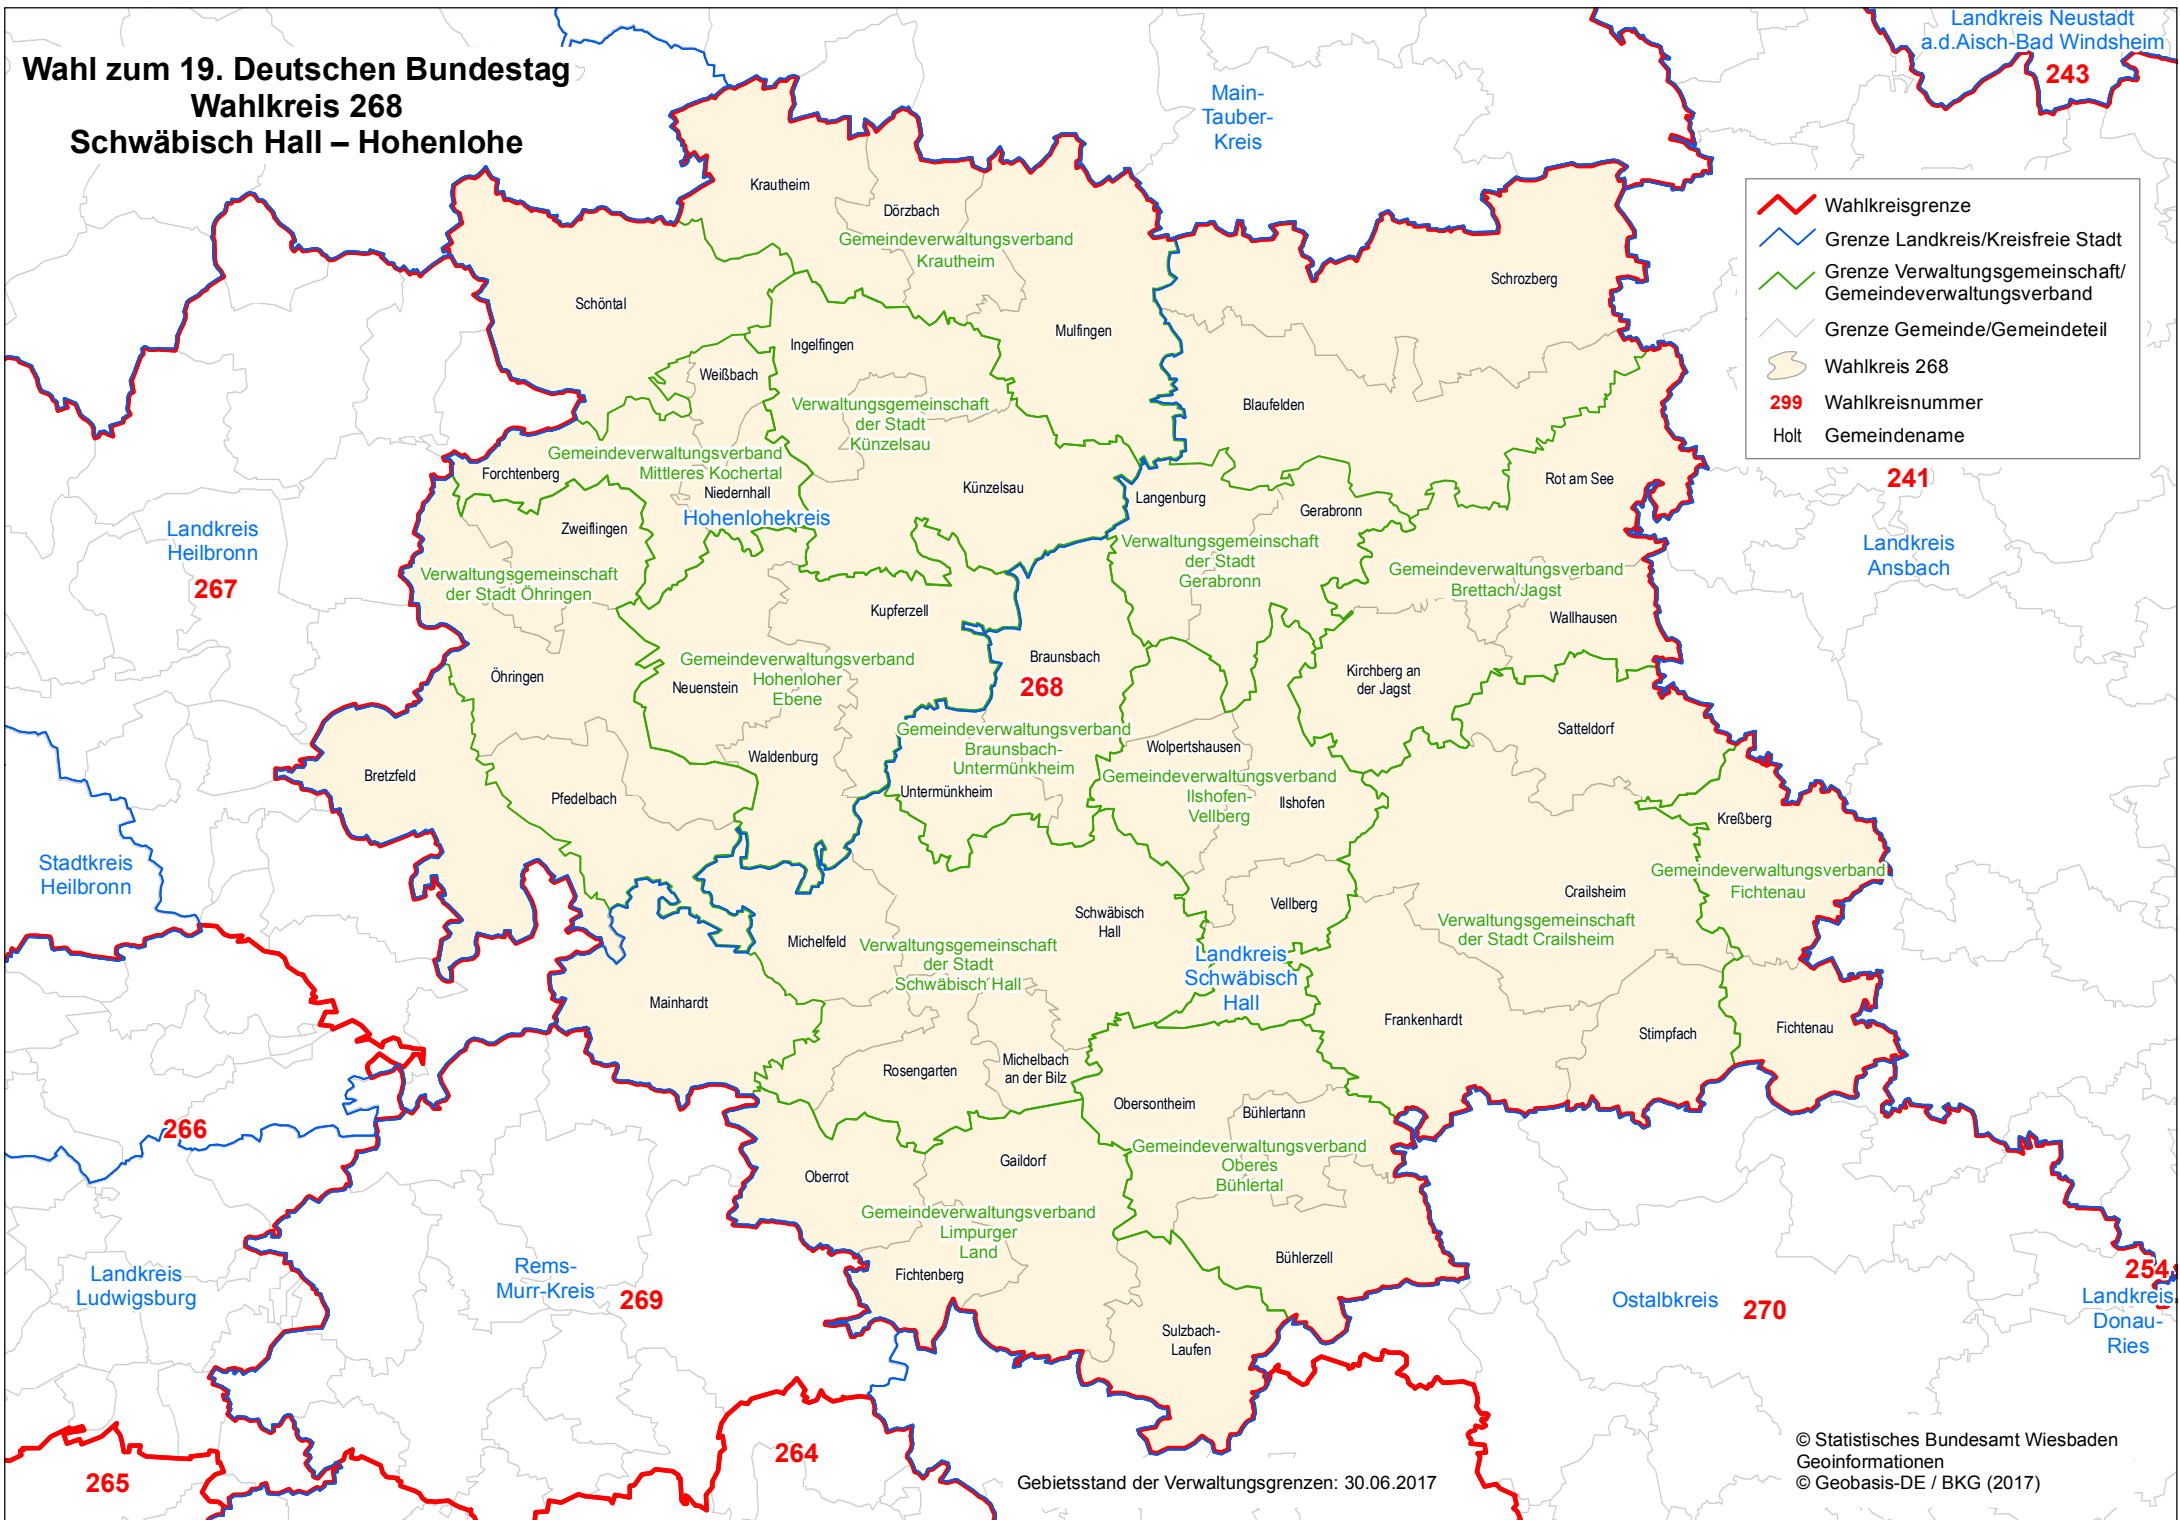 Wahl zum 19. Deutschen Bundestag
Wahlkreis 268
Schwäbisch Hall – Hohenlohe
Landkreis Neustadt
a.d.Aisch-Bad Windsheim
243
Main-
Tauber-
Kreis
Wahlkreisgrenze
Grenze Landkreis/Kreisfreie Stadt
Grenze Verwaltungsgemeinschaft/
Gemeindeverwaltungsverband
Grenze Gemeinde/Gemeindeteil
Wahlkreis 268
299 Wahlkreisnummer
Holt Gemeindename
Krautheim
Dörzbach
Gemeindeverwaltungsverband
Krautheim
Schöntal
Mulfingen
Schrozberg
Ingelfingen
Weißbach
Verwaltungsgemeinschaft
der Stadt
Künzelsau
Blaufelden
Gemeindeverwaltungsverband
Mittleres Kochertal
Forchtenberg
Niedernhall
Künzelsau
Langenburg
Gerabronn
Rot am See
241
Hohenlohekreis
Zweiflingen
Landkreis
Heilbronn
267
Verwaltungsgemeinschaft
der Stadt Öhringen
Verwaltungsgemeinschaft
der Stadt
Gerabronn
Gemeindeverwaltungsverband
Brettach/Jagst
Landkreis
Ansbach
Kupferzell
Wallhausen
Öhringen
Gemeindeverwaltungsverband
Hohenloher
Ebene
Neuenstein
Braunsbach
268
Kirchberg an
der Jagst
Gemeindeverwaltungsverband
Braunsbach-
Untermünkheim
Wolpertshausen
Satteldorf
Waldenburg
Bretzfeld
Pfedelbach
Untermünkheim
Gemeindeverwaltungsverband
Ilshofen-
Vellberg
Ilshofen
Kreßberg
Stadtkreis
Heilbronn
Gemeindeverwaltungsverband
Fichtenau
Crailsheim
Vellberg
Schwäbisch
Hall
Verwaltungsgemeinschaft
der Stadt Crailsheim
Michelfeld
Verwaltungsgemeinschaft
der Stadt
Schwäbisch Hall
Landkreis
Schwäbisch
Hall
Mainhardt
Frankenhardt
Stimpfach
Fichtenau
Rosengarten
Michelbach
an der Bilz
Obersontheim
Bühlertann
266
Gemeindeverwaltungsverband
Oberes
Bühlertal
Oberrot
Gaildorf
Gemeindeverwaltungsverband
Limpurger
Land
Fichtenberg
Bühlerzell
Landkreis
Ludwigsburg
Rems-
Murr-Kreis
269
Ostalbkreis
270
254
Landkreis
Donau-
Ries
Sulzbach-
Laufen
265
264
Gebietsstand der Verwaltungsgrenzen: 30.06.2017
© Statistisches Bundesamt Wiesbaden
Geoinformationen
© Geobasis-DE / BKG (2017)